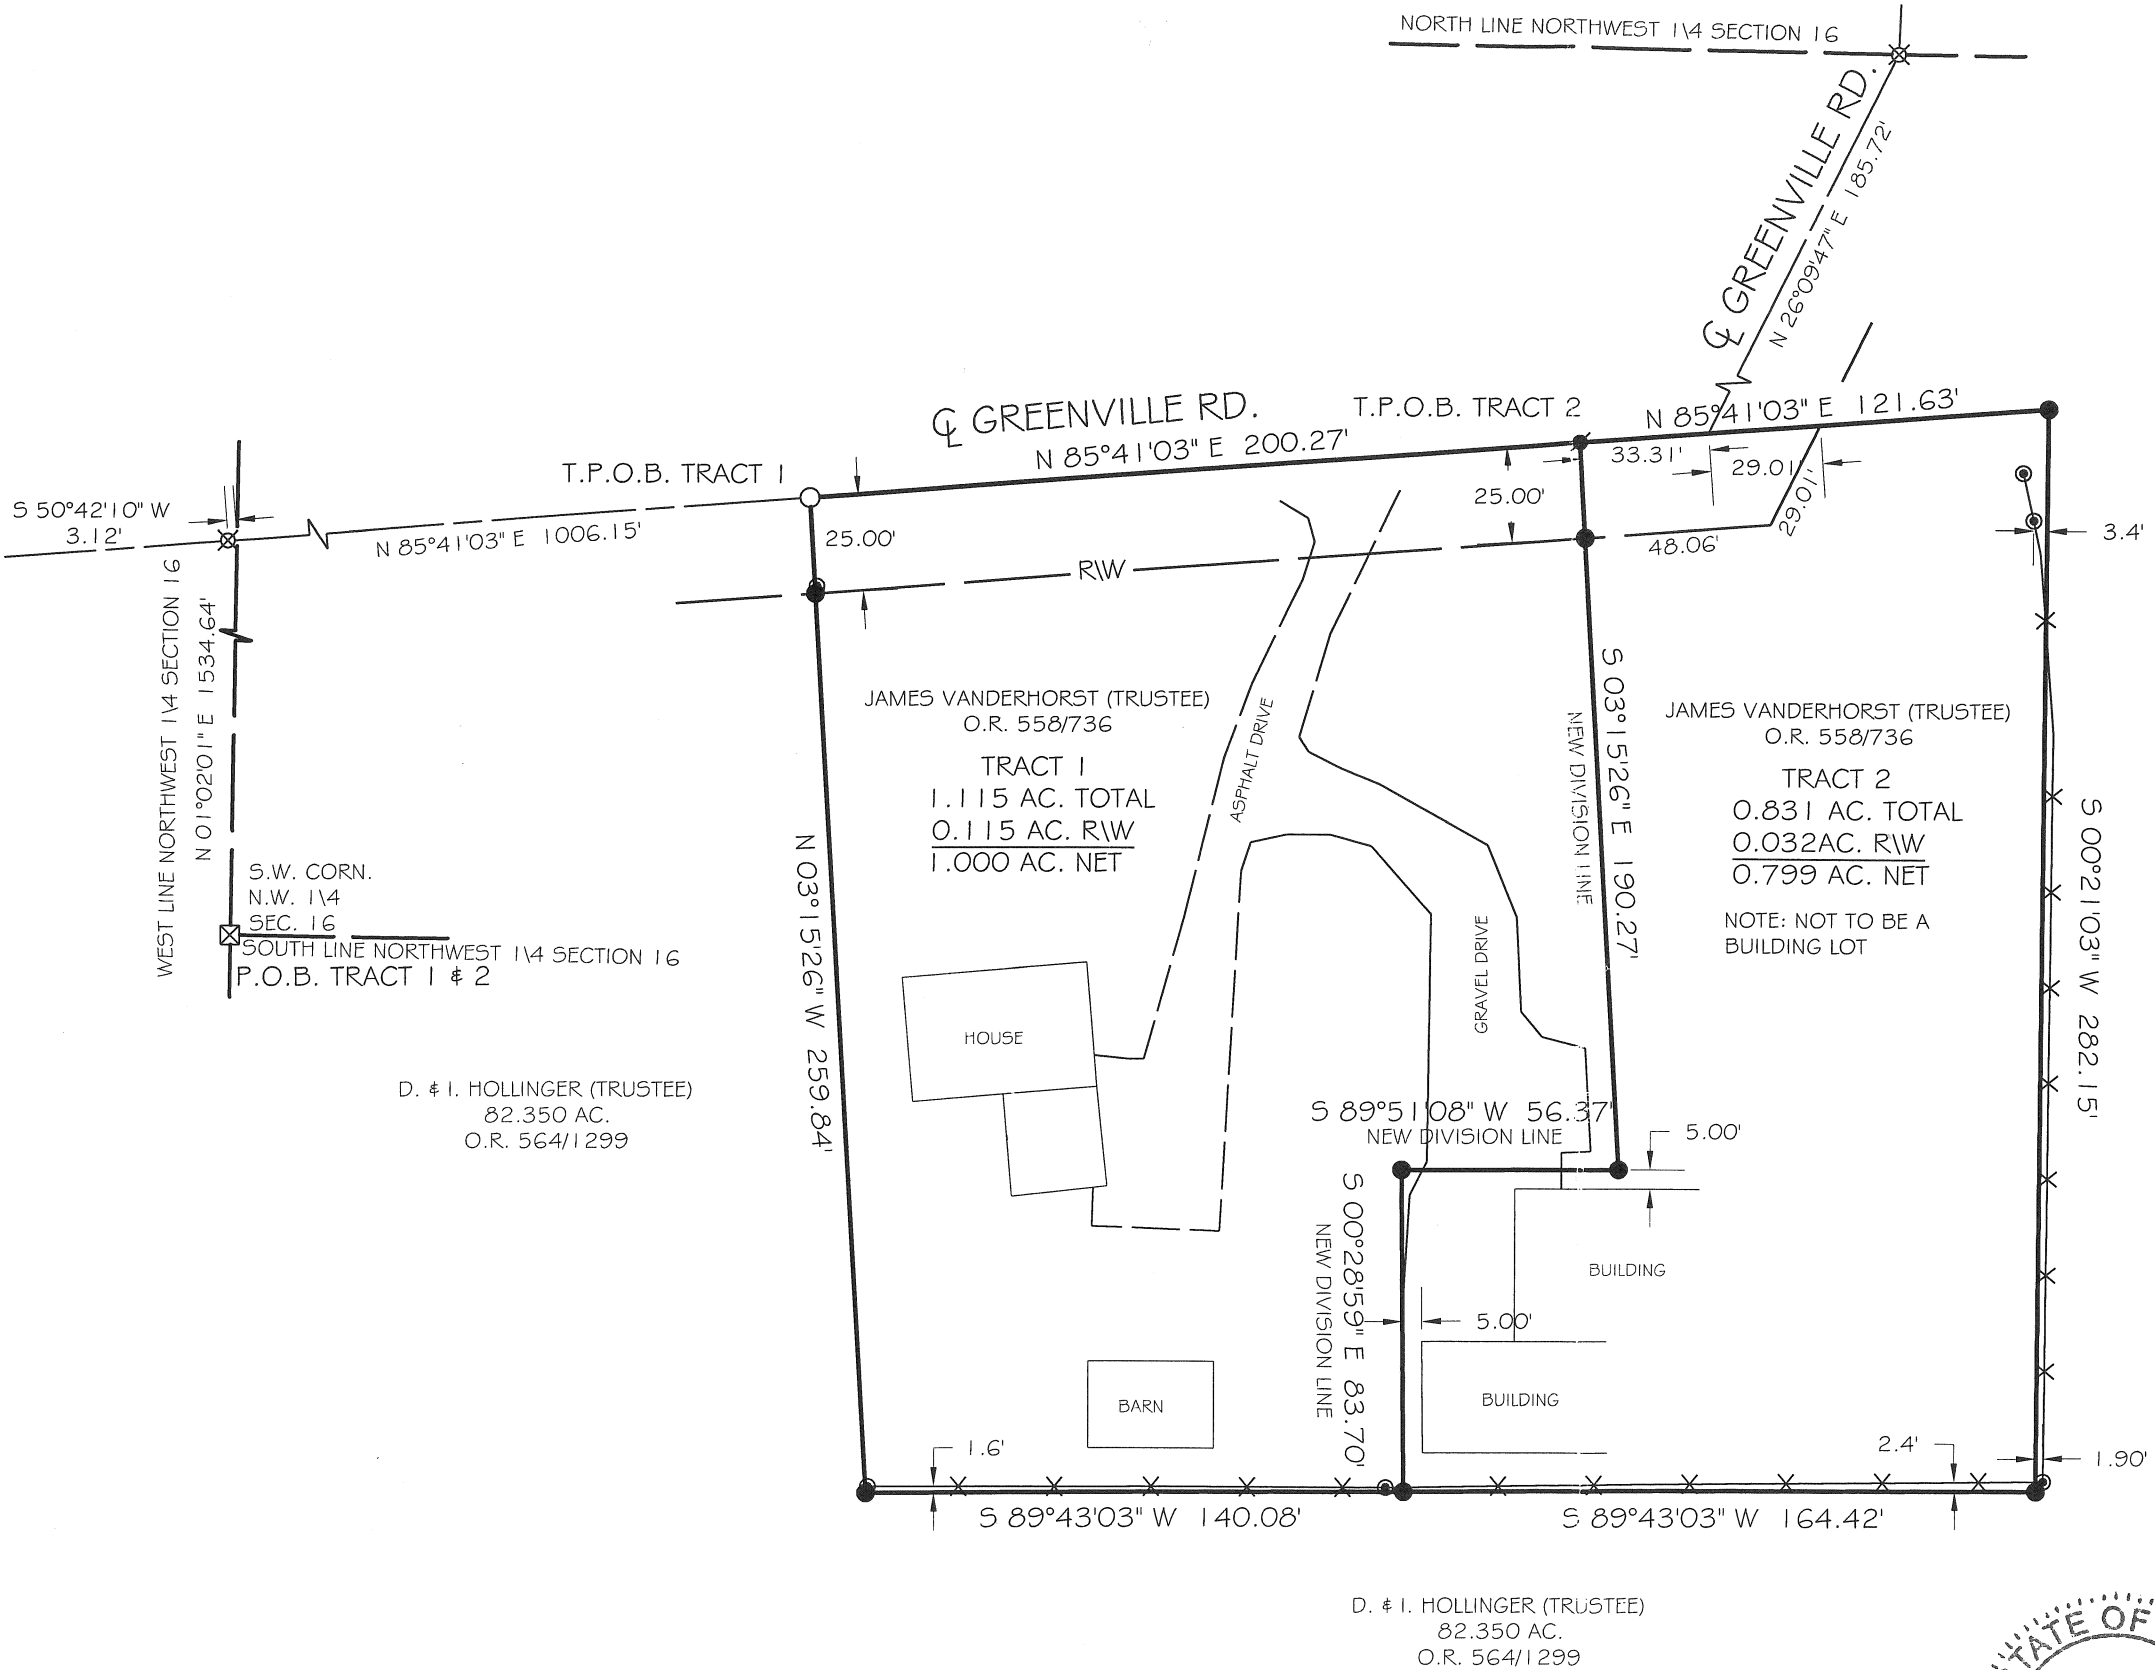 NORTH LINE NORTHWEST 1\4 SECTION 16
℄ GREENVILLE RD.
N 26°09'47" E 185.72'
℄ GREENVILLE RD.
T.P.O.B. TRACT 2
N 85°41'03" E 121.63'
N 85°41'03" E 200.27'
T.P.O.B. TRACT 1
33.31'
29.01'
29.01'
25.00'
S 50°42'10" W
3.12'
N 85°41'03" E 1006.15'
25.00'
48.06'
3.4'
R\W
WEST LINE NORTHWEST 1\4 SECTION 16
N 01°02'01" E 1534.64'
JAMES VANDERHORST (TRUSTEE)
O.R. 558/736
TRACT 1
1.115 AC. TOTAL
0.115 AC. R\W
1.000 AC. NET
ASPHALT DRIVE
NEW DIVISION LINE
S 03°15'26" E 190.27'
JAMES VANDERHORST (TRUSTEE)
O.R. 558/736
TRACT 2
0.831 AC. TOTAL
0.032AC. R\W
0.799 AC. NET
NOTE: NOT TO BE A
BUILDING LOT
S 00°21'03" W 282.15'
S.W. CORN.
N.W. 1\4
SEC. 16
SOUTH LINE NORTHWEST 1\4 SECTION 16
P.O.B. TRACT 1 & 2
N 03°15'26" W 259.84'
GRAVEL DRIVE
HOUSE
D. & I. HOLLINGER (TRUSTEE)
82.350 AC.
O.R. 564/1299
S 89°51'08" W 56.37'
NEW DIVISION LINE
5.00'
S 00°28'59" E 83.70'
NEW DIVISION LINE
BUILDING
5.00'
BUILDING
BARN
1.6'
2.4'
1.90'
S 89°43'03" W 140.08'
S 89°43'03" W 164.42'
D. & I. HOLLINGER (TRUSTEE)
82.350 AC.
O.R. 564/1299
TATE OF